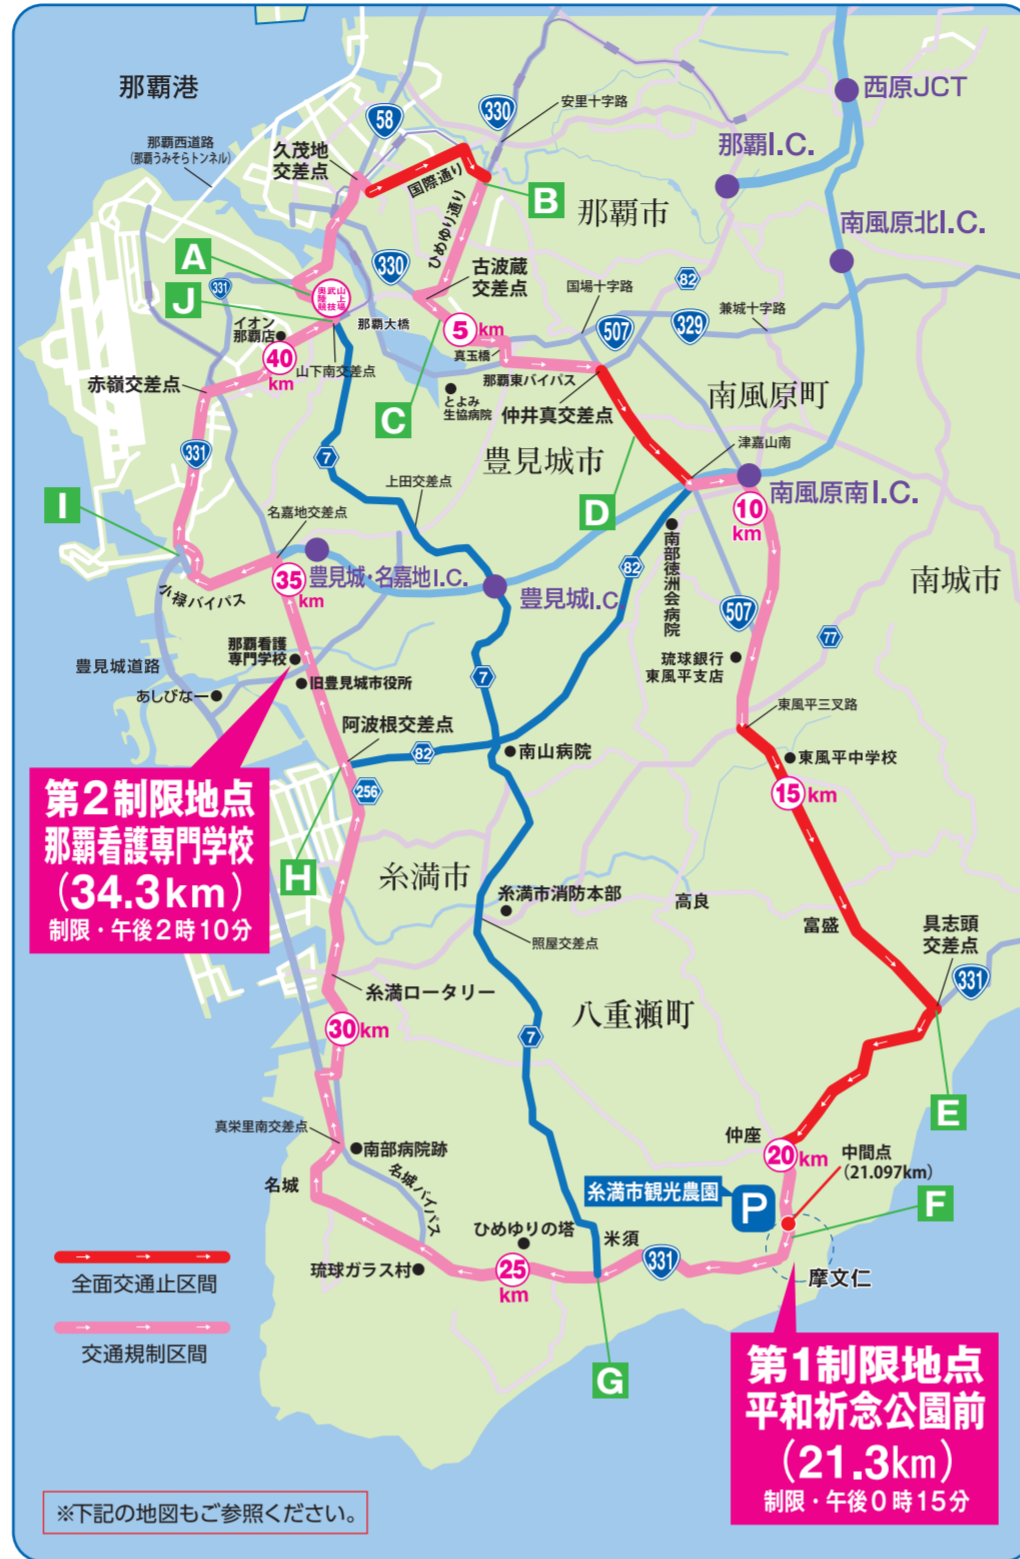 那覇港
那覇西道路
(那覇うみそらトンネル)
久茂地
交差点
58
330
安里十字路
西原JCT
那覇I.C.
国際通り
B
那覇市
ひめゆり通り
南風原北I.C.
A
J
331
330
古波蔵
交差点
奥武山
陸上
競技場
那覇大橋
国場十字路
82
兼城十字路
イオン
那覇店
40
km
山下南交差点
5 km
真玉橋
507
329
那覇東バイパス
赤嶺交差点
C
とよみ
生協病院
仲井真交差点
南風原町
豊見城市
津嘉山南
331
7
上田交差点
D
南風原南I.C.
10
km
I
名嘉地交差点
35
km
豊見城・名嘉地I.C.
豊見城I.C.
82
南部徳洲会病院
南城市
小禄バイパス
507
77
那覇看護
専門学校
豊見城道路
旧豊見城市役所
あしびなー
7
琉球銀行
東風平支店
東風平三叉路
阿波根交差点
82
南山病院
東風平中学校
256
15 km
第2制限地点
那覇看護専門学校
(34.3km)
制限・午後2時10分
H
糸満市
糸満市消防本部
高良
照屋交差点
富盛
具志頭
交差点
331
糸満ロータリー
八重瀬町
30 km
7
E
真栄里南交差点
南部病院跡
仲座
20 km
中間点
(21.097km)
名城
名城バイパス
糸満市観光農園
P
F
ひめゆりの塔
米須
331
琉球ガラス村
25
km
摩文仁
全面交通止区間
交通規制区間
G
第1制限地点
平和祈念公園前
(21.3km)
制限・午後0時15分
※下記の地図もご参照ください。